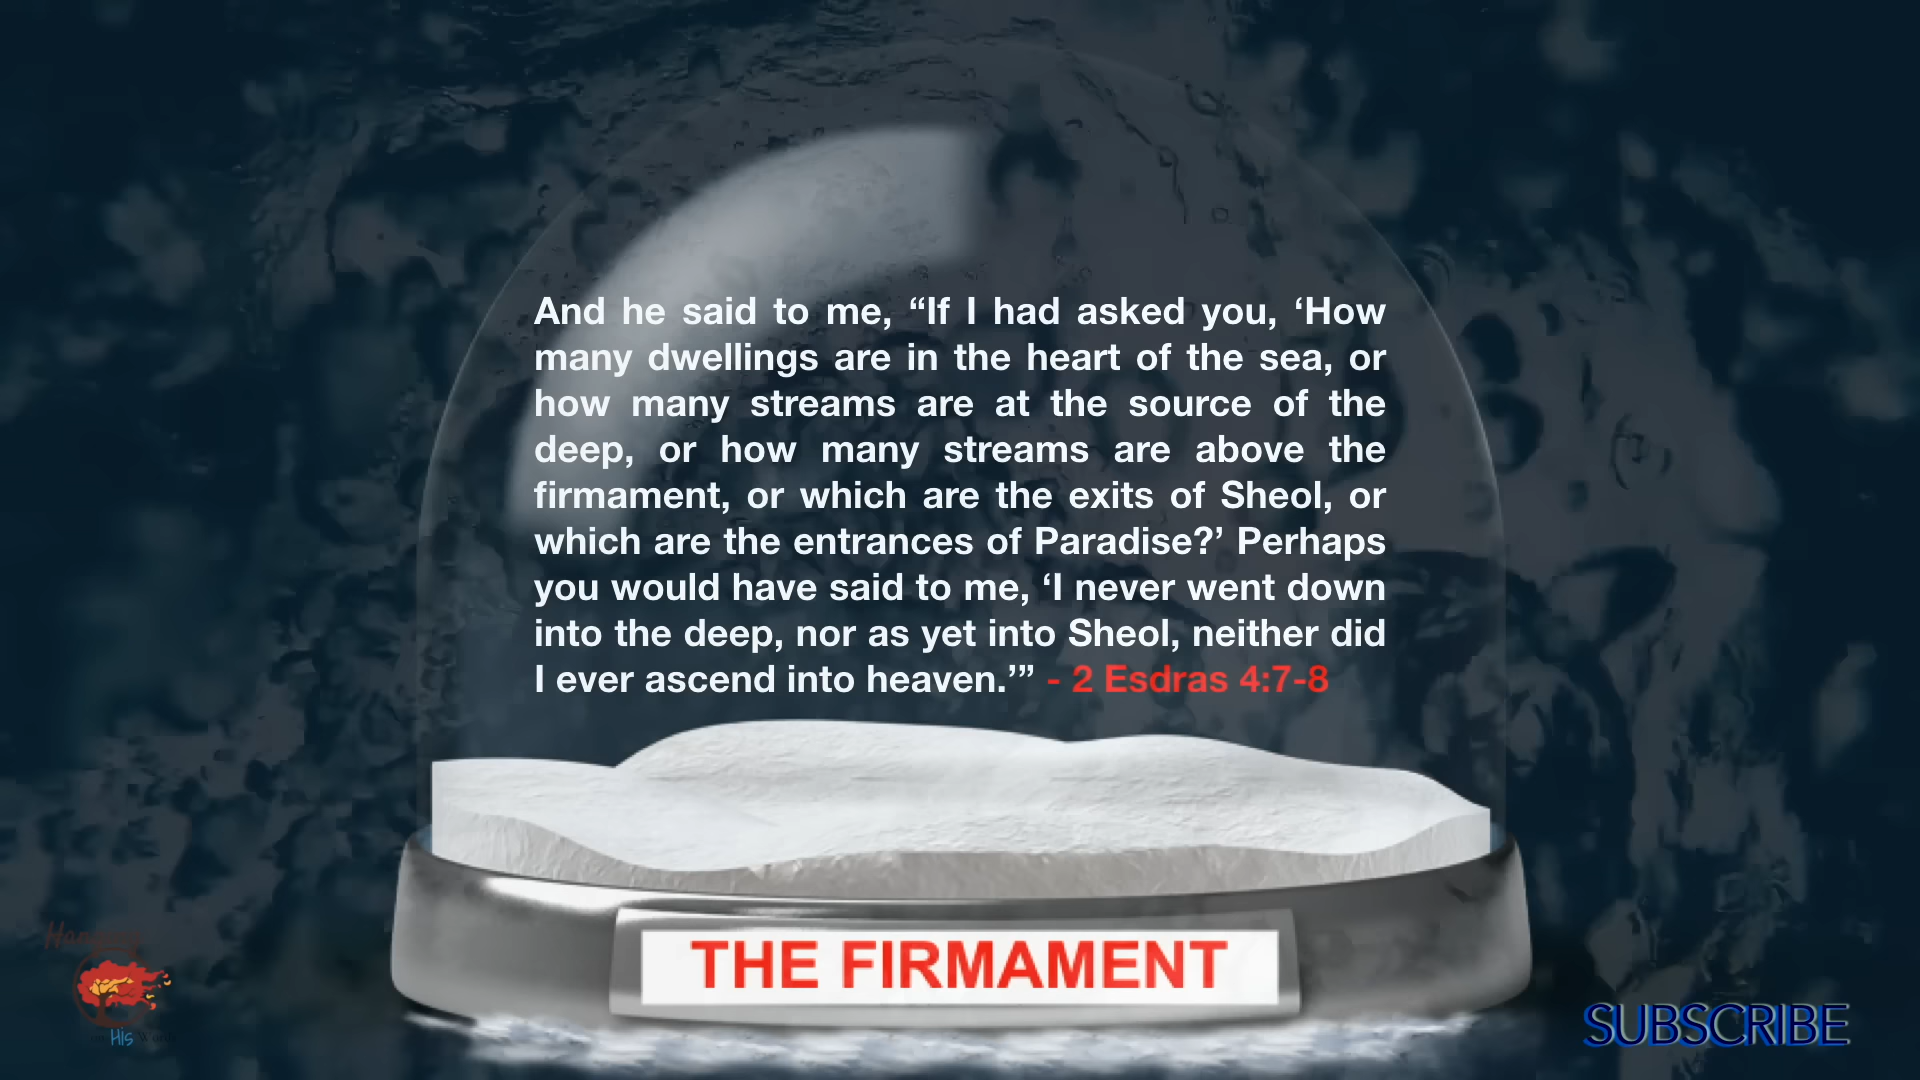 And he said to me, “If I had asked you, ‘How
many dwellings are in the heart of the sea, or
how many streams are at the source of the
deep, or how many streams are above the
firmament, or which are the exits of Sheol, or
which are the entrances of Paradise?’ Perhaps
you would have said to me, ‘I never went down
into the deep, nor as yet into Sheol, neither did
I ever ascend into heaven.’” - 2 Esdras 4:7-8
THE FIRMAMENT
His
SUBSCRIBE